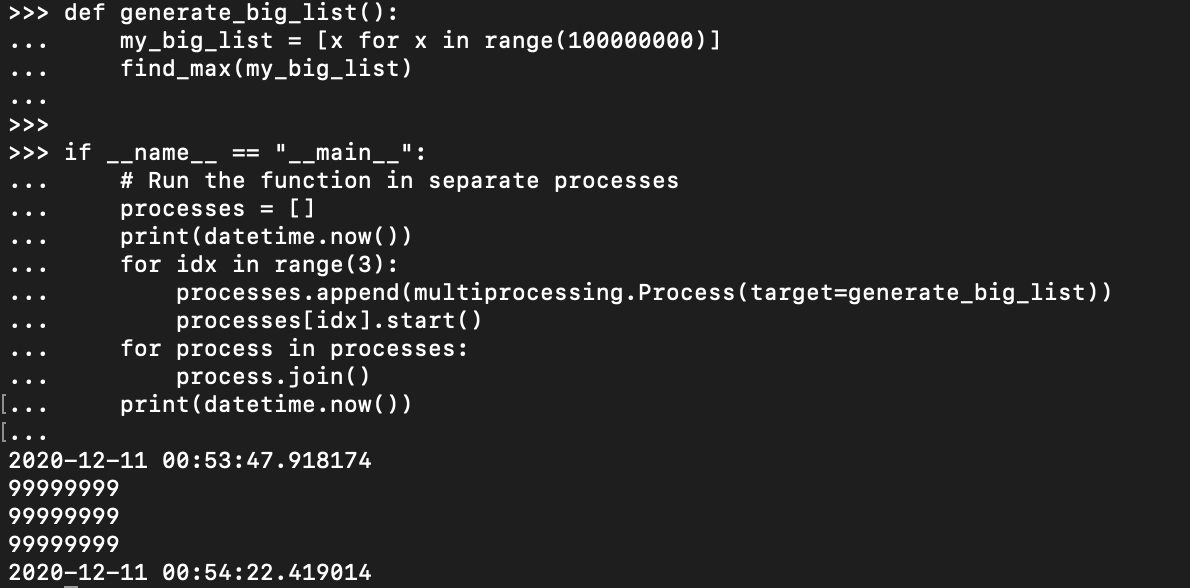 >>> def generate_big_list():
...     my_big_list = [x for x in range(100000000)]
...     find_max(my_big_list)
...
>>>
>>> if __name__ == "__main__":
...     # Run the function in separate processes
...     processes = []
...     print(datetime.now())
...     for idx in range(3):
...         processes.append(multiprocessing.Process(target=generate_big_list))
...         processes[idx].start()
...     for process in processes:
...         process.join()
[...     print(datetime.now())
[...
2020-12-11 00:53:47.918174
99999999
99999999
99999999
2020-12-11 00:54:22.419014